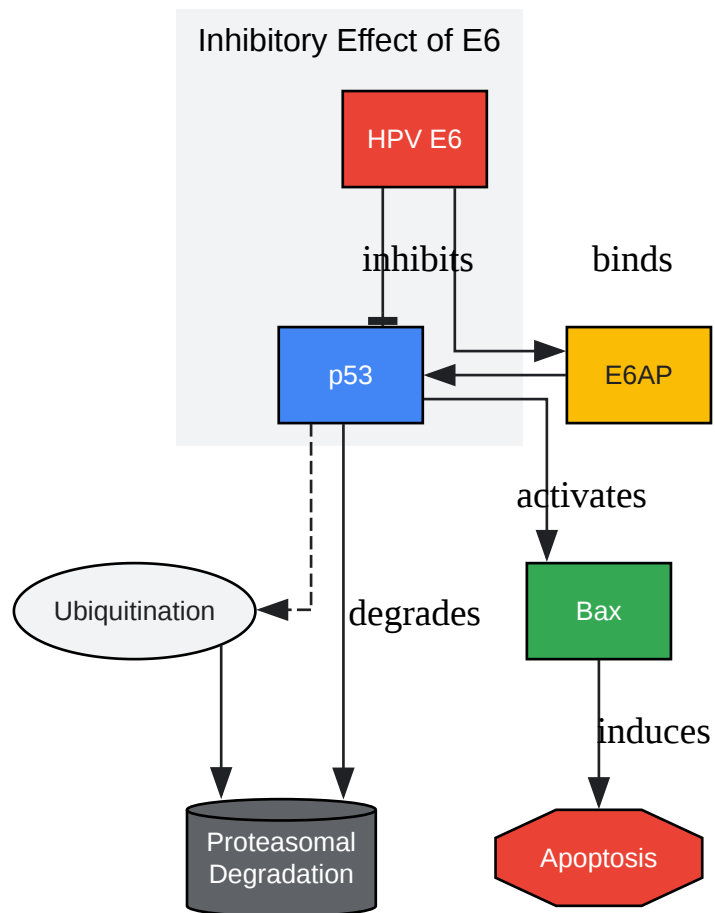 Inhibitory Effect of E6
HPV E6
inhibits
binds
p53
E6AP
activates
Ubiquitination
degrades
Bax
induces
Proteasomal
Degradation
Apoptosis